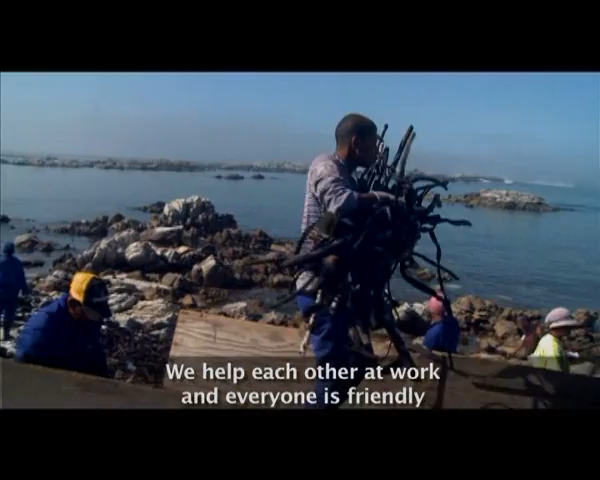 We help each other at work
and everyone is friendly